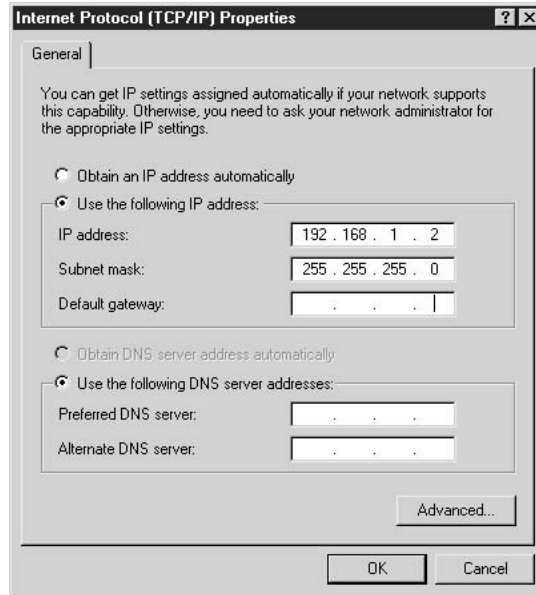 Internet Protocol (TCP/IP) Properties
General
You can get IP settings assigned automatically if your network supports
this capability. Otherwise, you need to ask your network administrator for
the appropriate IP settings.
Obtain an IP address automatically
Use the following IP address:
IP address: 192 . 168 . 1 . 2
Subnet mask: 255 . 255 . 255 . 0
Default gateway: . . .
Obtain DNS server address automatically
Use the following DNS server addresses:
Preferred DNS server: . . .
Alternate DNS server: . . .
Advanced...
OK Cancel